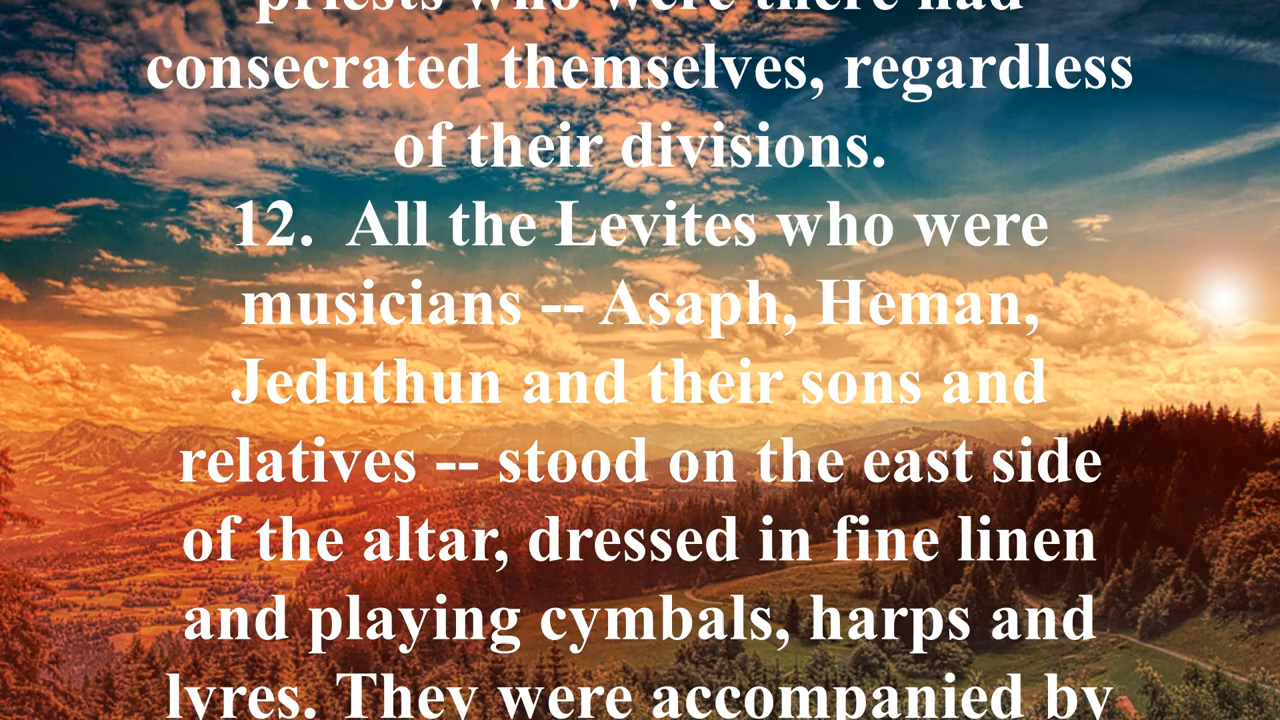 priests who were there had
consecrated themselves, regardless
of their divisions.
12.  All the Levites who were
musicians -- Asaph, Heman,
Jeduthun and their sons and
relatives -- stood on the east side
of the altar, dressed in fine linen
and playing cymbals, harps and
lyres. They were accompanied by